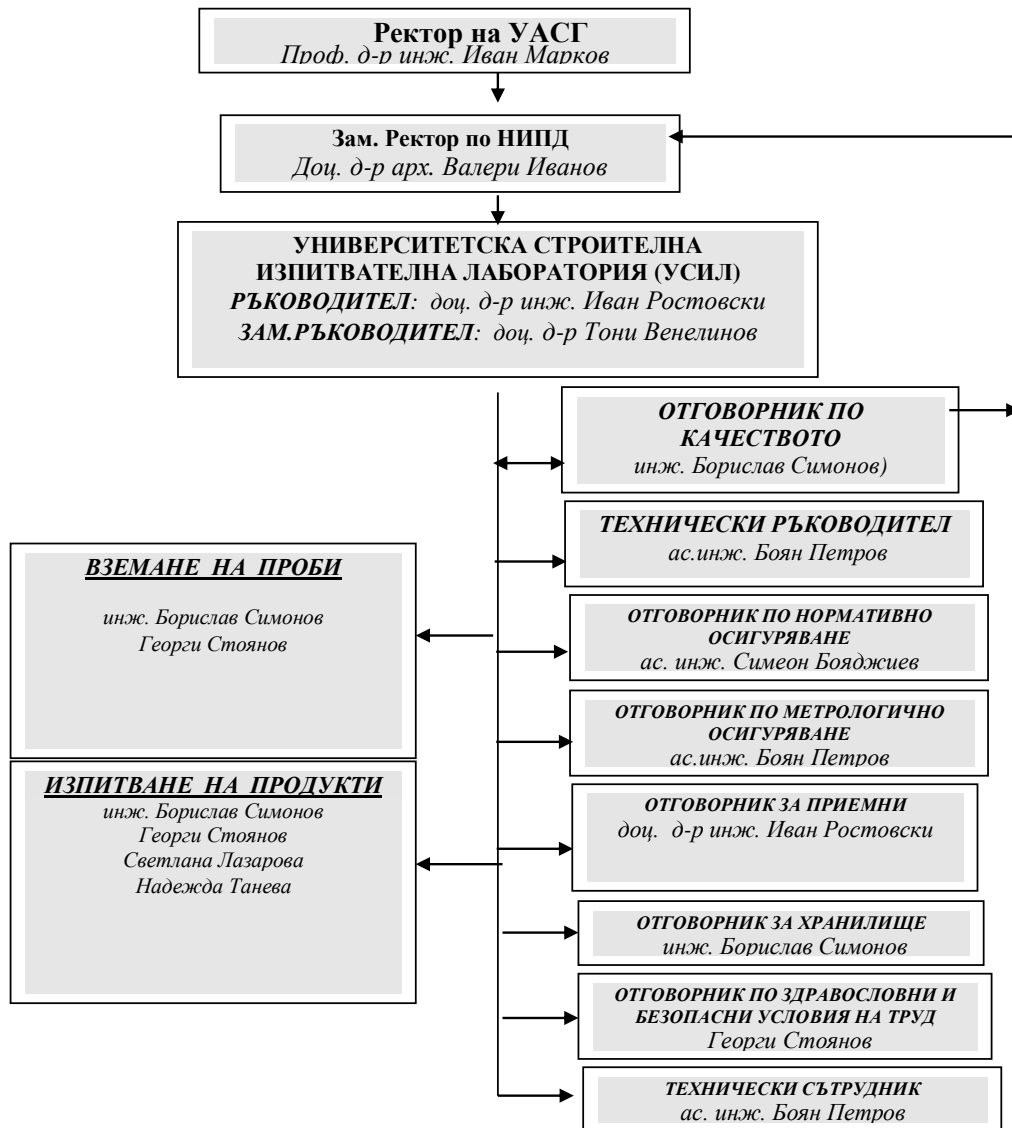 Ректор на УАСГ
Проф. д-р инж. Иван Марков
Зам. Ректор по НИПД
Доц. д-р арх. Валери Иванов
УНИВЕРСИТЕТСКА СТРОИТЕЛНА
ИЗПИТВАТЕЛНА ЛАБОРАТОРИЯ (УСИЛ)
РЪКОВОДИТЕЛ: доц. д-р инж. Иван Ростовски
ЗАМ.РЪКОВОДИТЕЛ: доц. д-р Тони Венелинов
ОТГОВОРНИК ПО
КАЧЕСТВОТО
инж. Борислав Симонов)
ТЕХНИЧЕСКИ РЪКОВОДИТЕЛ
ас.инж. Боян Петров
ВЗЕМАНЕ НА ПРОБИ
инж. Борислав Симонов
Георги Стоянов
ОТГОВОРНИК ПО НОРМАТИВНО
ОСИГУРЯВАНЕ
ас. инж. Симеон Бояджиев
ОТГОВОРНИК ПО МЕТРОЛОГИЧНО
ОСИГУРЯВАНЕ
ас.инж. Боян Петров
ИЗПИТВАНЕ НА ПРОДУКТИ
инж. Борислав Симонов
Георги Стоянов
Светлана Лазарова
Надежда Танева
ОТГОВОРНИК ЗА ПРИЕМНИ
доц. д-р инж. Иван Ростовски
ОТГОВОРНИК ЗА ХРАНИЛИЩЕ
инж. Борислав Симонов
ОТГОВОРНИК ПО ЗДРАВОСЛОВНИ И
БЕЗОПАСНИ УСЛОВИЯ НА ТРУД
Георги Стоянов
ТЕХНИЧЕСКИ СЪТРУДНИК
ас. инж. Боян Петров